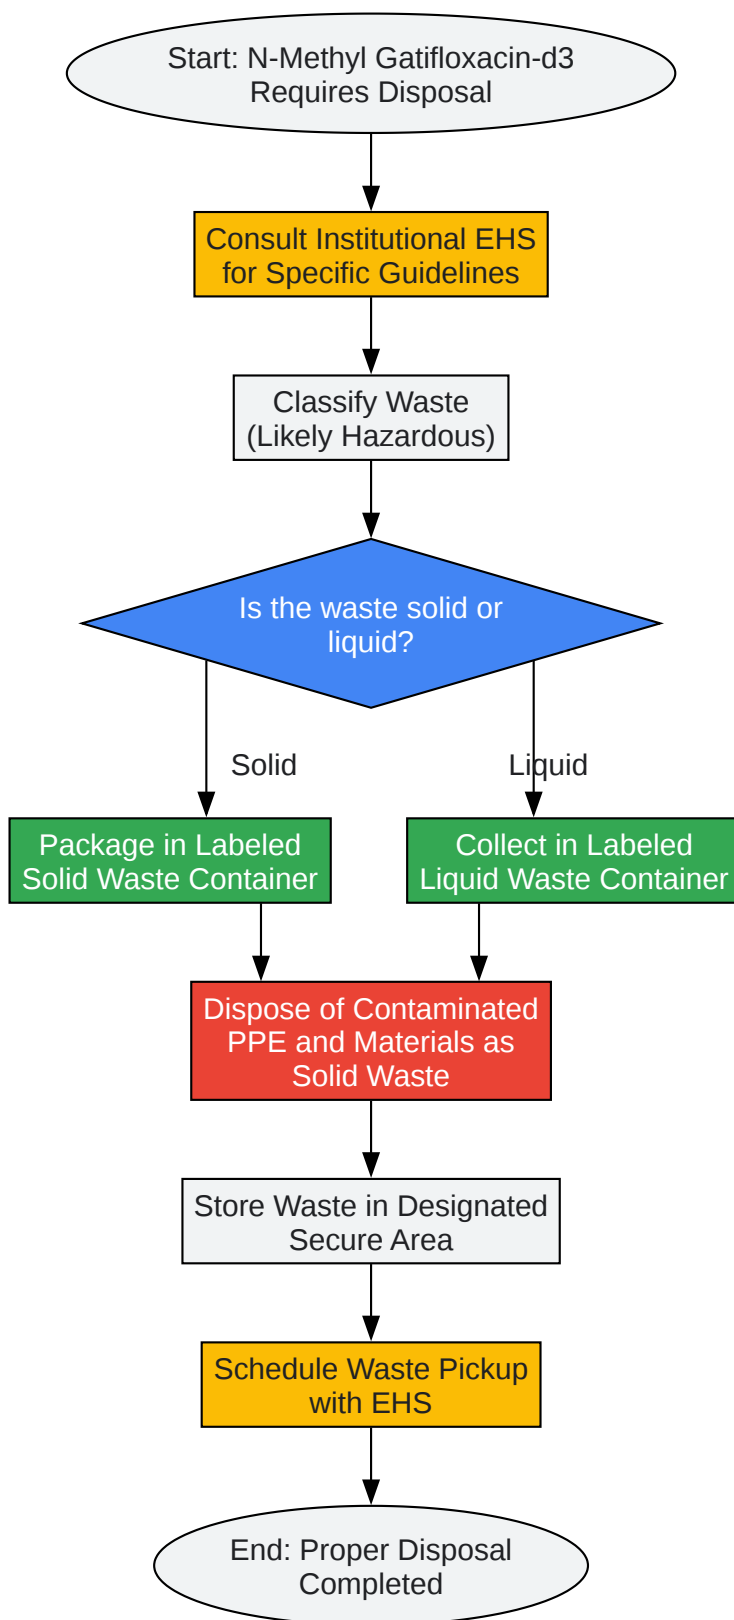 Start: N-Methyl Gatifloxacin-d3
Requires Disposal
Consult Institutional EHS
for Specific Guidelines
Classify Waste
(Likely Hazardous)
Is the waste solid or
liquid?
Solid
Liquid
Package in Labeled
Solid Waste Container
Collect in Labeled
Liquid Waste Container
Dispose of Contaminated
PPE and Materials as
Solid Waste
Store Waste in Designated
Secure Area
Schedule Waste Pickup
with EHS
End: Proper Disposal
Completed